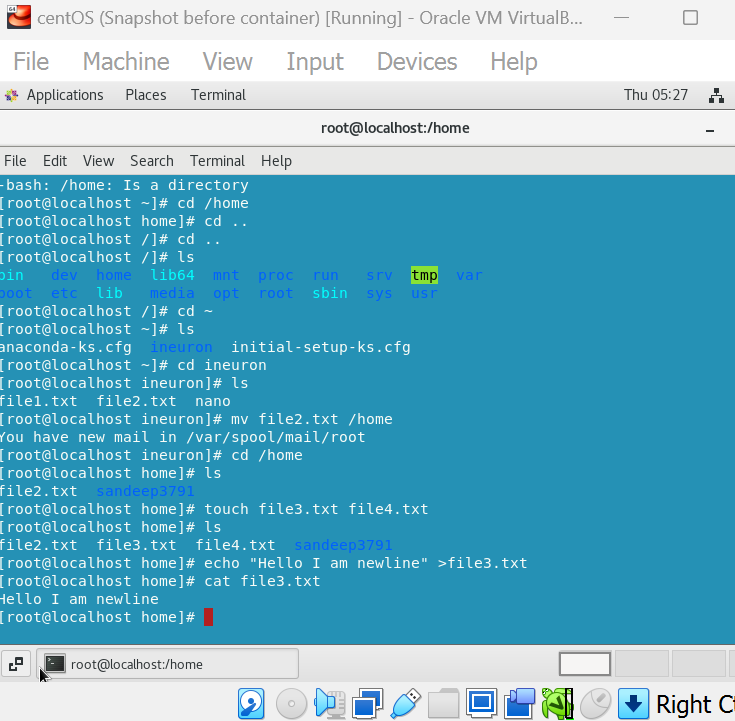 64
centOS (Snapshot before container) [Running] - Oracle VM VirtualB...
File Machine View Input Devices Help
Applications Places Terminal Thu 05:27
root@localhost:/home
File Edit View Search Terminal Help
-bash: /home: Is a directory
[root@localhost ~]# cd /home
[root@localhost home]# cd ..
[root@localhost /]# cd ..
[root@localhost /]# ls
bin dev home lib64 mnt proc run srv tmp var
boot etc lib media opt root sbin sys usr
[root@localhost /]# cd ~
[root@localhost ~]# ls
anaconda-ks.cfg ineuron initial-setup-ks.cfg
[root@localhost ~]# cd ineuron
[root@localhost ineuron]# ls
file1.txt file2.txt nano
[root@localhost ineuron]# mv file2.txt /home
You have new mail in /var/spool/mail/root
[root@localhost ineuron]# cd /home
[root@localhost home]# ls
file2.txt sandeep3791
[root@localhost home]# touch file3.txt file4.txt
[root@localhost home]# ls
file2.txt file3.txt file4.txt sandeep3791
[root@localhost home]# echo "Hello I am newline" >file3.txt
[root@localhost home]# cat file3.txt
Hello I am newline
[root@localhost home]#
root@localhost:/home
Right C